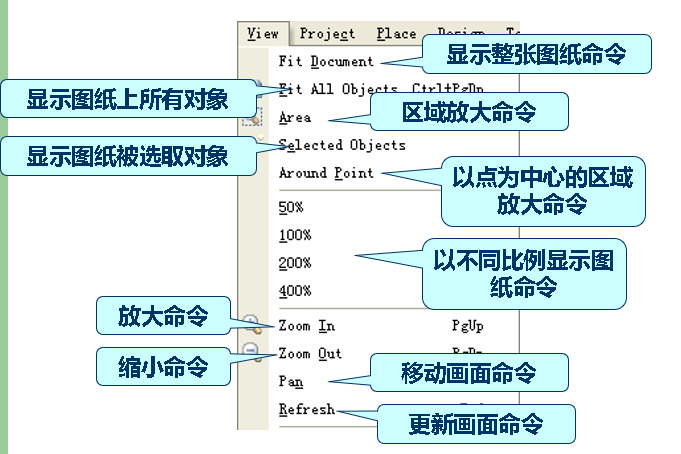 View Project Place Design
Fit Document
显示整张图纸命令
Fit All Objects Ctrl+PgDn
显示图纸上所有对象
Area
区域放大命令
Selected Objects
显示图纸被选取对象
Around Point
以点为中心的区域
放大命令
50%
100%
200%
400%
以不同比例显示图
纸命令
Zoom In PgUp
放大命令
Zoom Out
缩小命令
Pan
移动画面命令
Refresh
更新画面命令